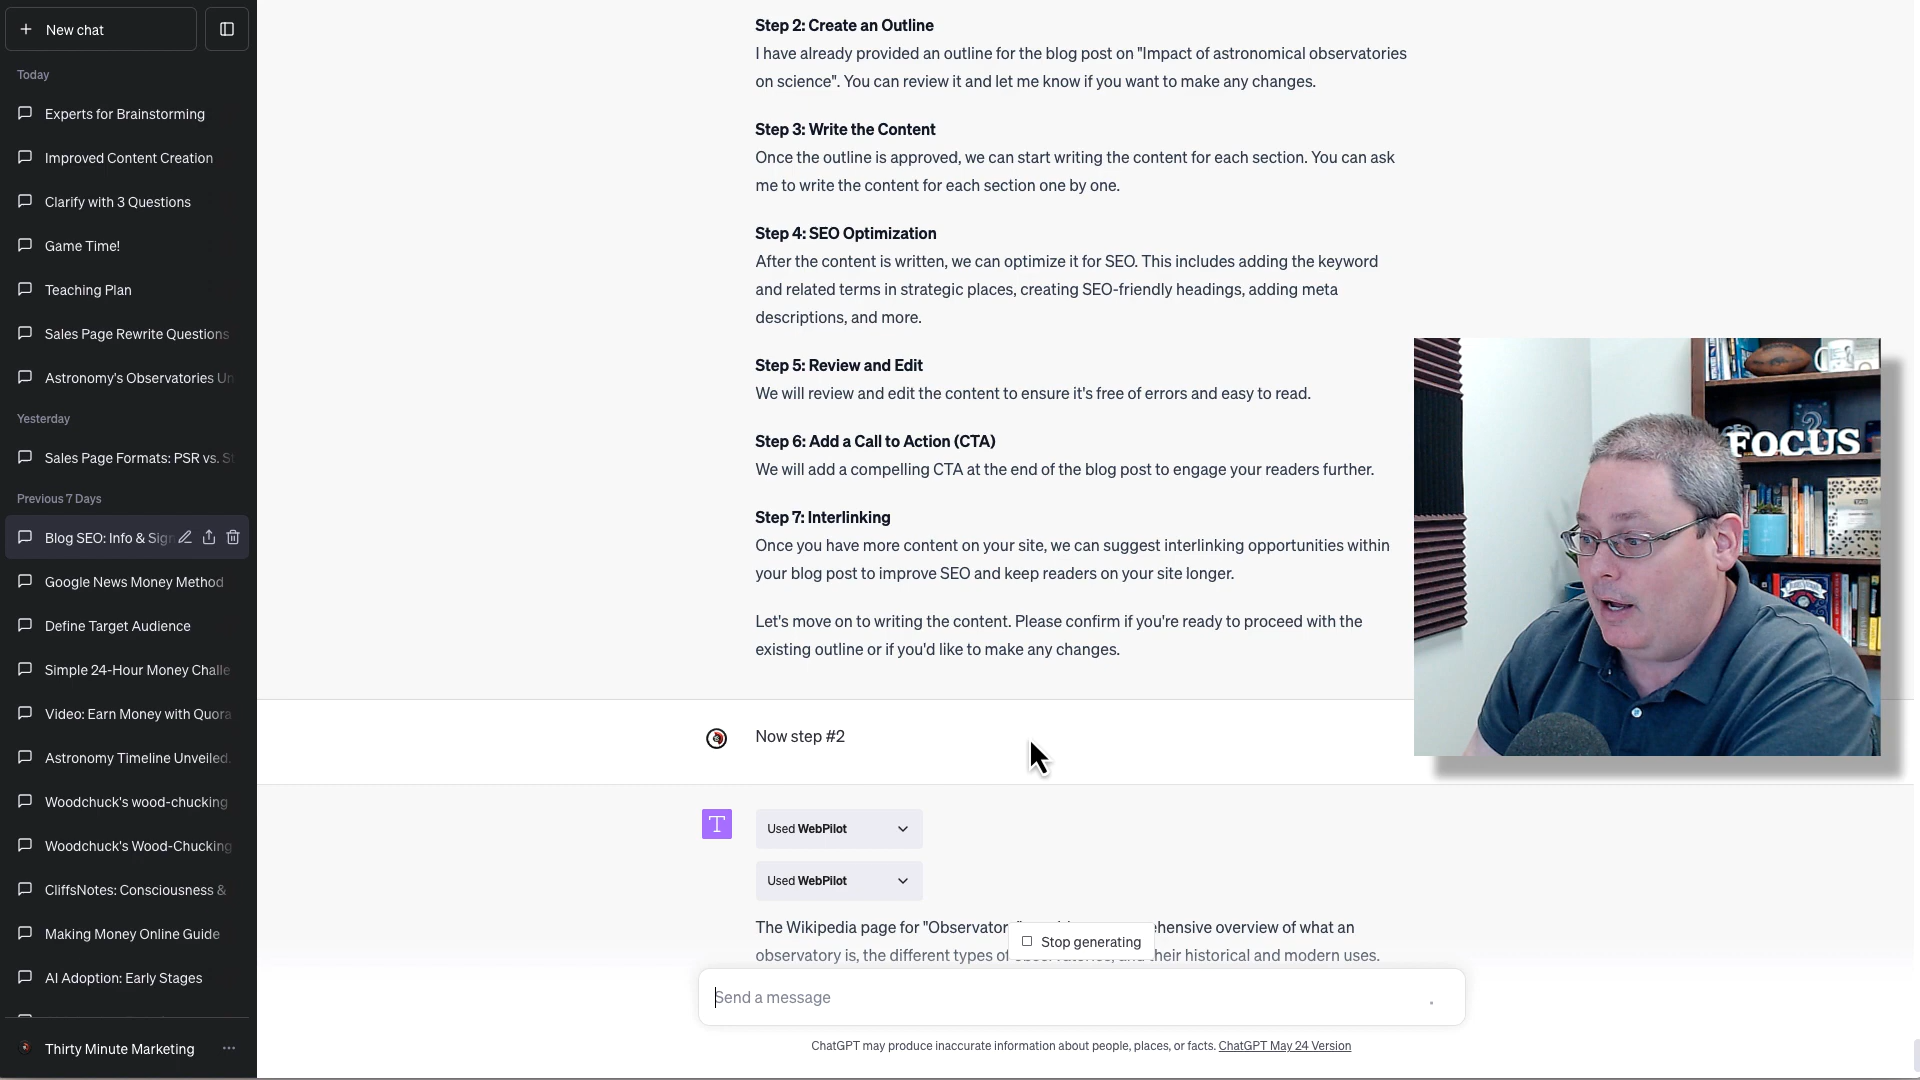 New chat
Today
Experts for Brainstorming
Improved Content Creation
Clarify with 3 Questions
Game Time!
Teaching Plan
Sales Page Rewrite Questions
Astronomy's Observatories Un
Yesterday
Sales Page Formats: PSR vs. St
Previous 7 Days
Blog SEO: Info & Sign
Google News Money Method
Define Target Audience
Simple 24-Hour Money Challe
Video: Earn Money with Quora
Astronomy Timeline Unveiled.
Woodchuck's wood-chucking
Woodchuck's Wood-Chucking
CliffsNotes: Consciousness &
Making Money Online Guide
AI Adoption: Early Stages
Thirty Minute Marketing
Step 2: Create an Outline
I have already provided an outline for the blog post on "Impact of astronomical observatories
on science". You can review it and let me know if you want to make any changes.
Step 3: Write the Content
Once the outline is approved, we can start writing the content for each section. You can ask
me to write the content for each section one by one.
Step 4: SEO Optimization
After the content is written, we can optimize it for SEO. This includes adding the keyword
and related terms in strategic places, creating SEO-friendly headings, adding meta
descriptions, and more.
Step 5: Review and Edit
We will review and edit the content to ensure it's free of errors and easy to read.
Step 6: Add a Call to Action (CTA)
We will add a compelling CTA at the end of the blog post to engage your readers further.
Step 7: Interlinking
Once you have more content on your site, we can suggest interlinking opportunities within
your blog post to improve SEO and keep readers on your site longer.
Let's move on to writing the content. Please confirm if you're ready to proceed with the
existing outline or if you'd like to make any changes.
Now step #2
T
Used WebPilot
Used WebPilot
The Wikipedia page for "Observator ehensive overview of what an
Stop generating
observatory is, the different types of observatories, and their historical and modern uses.
Send a message
ChatGPT may produce inaccurate information about people, places, or facts. ChatGPT May 24 Version
FOCUS